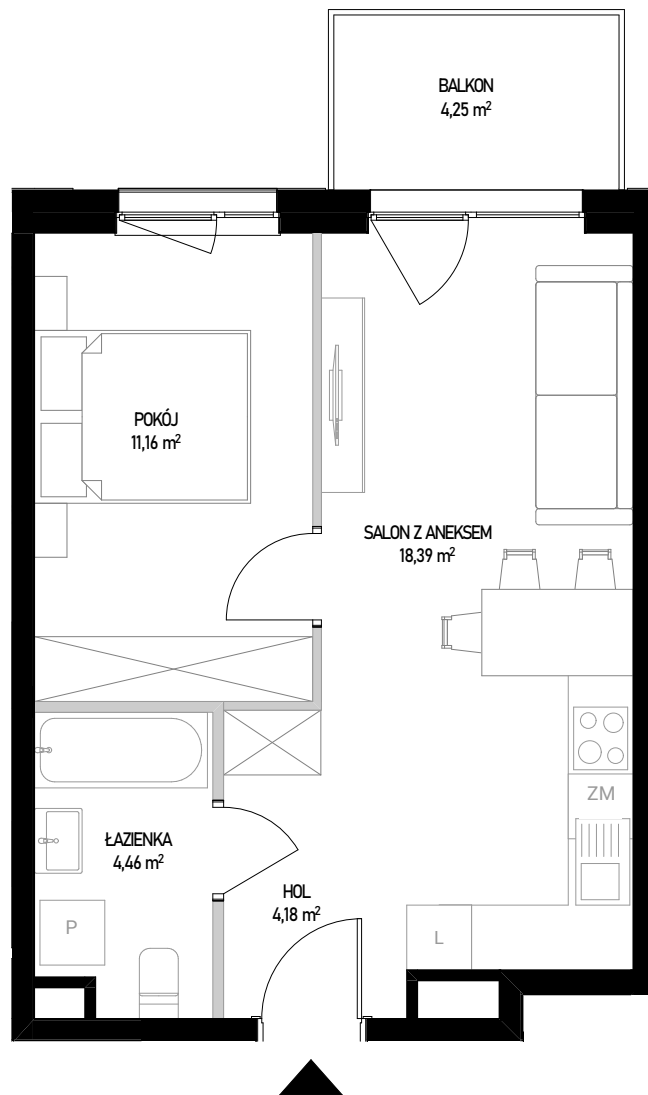 BALKON
4,25 m²
POKÓJ
11,16 m²
SALON Z ANEKSEM
18,39 m²
ZM
ŁAZIENKA
4,46 m²
HOL
4,18 m²
P
L